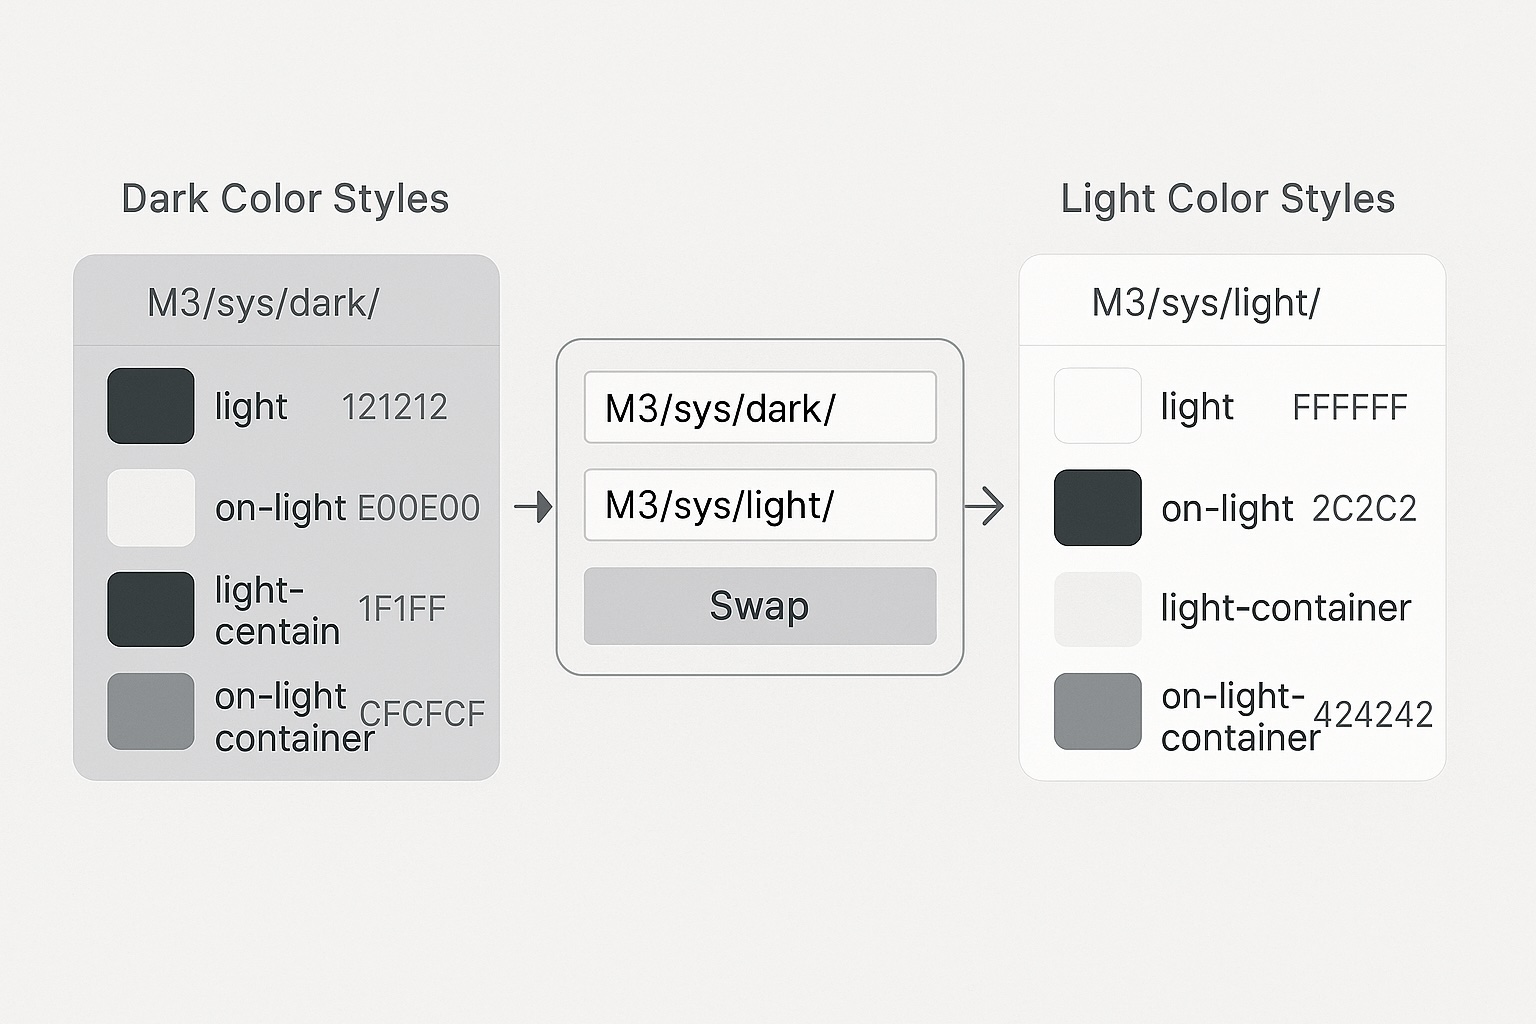 Dark Color Styles
M3/sys/dark/
light 121212
on-light E00E00
light-
centain 1F1FF
on-light
container CFCFCF
M3/sys/dark/
M3/sys/light/
Swap
Light Color Styles
M3/sys/light/
light FFFFFF
on-light 2C2C2
light-container
on-light-
container 424242